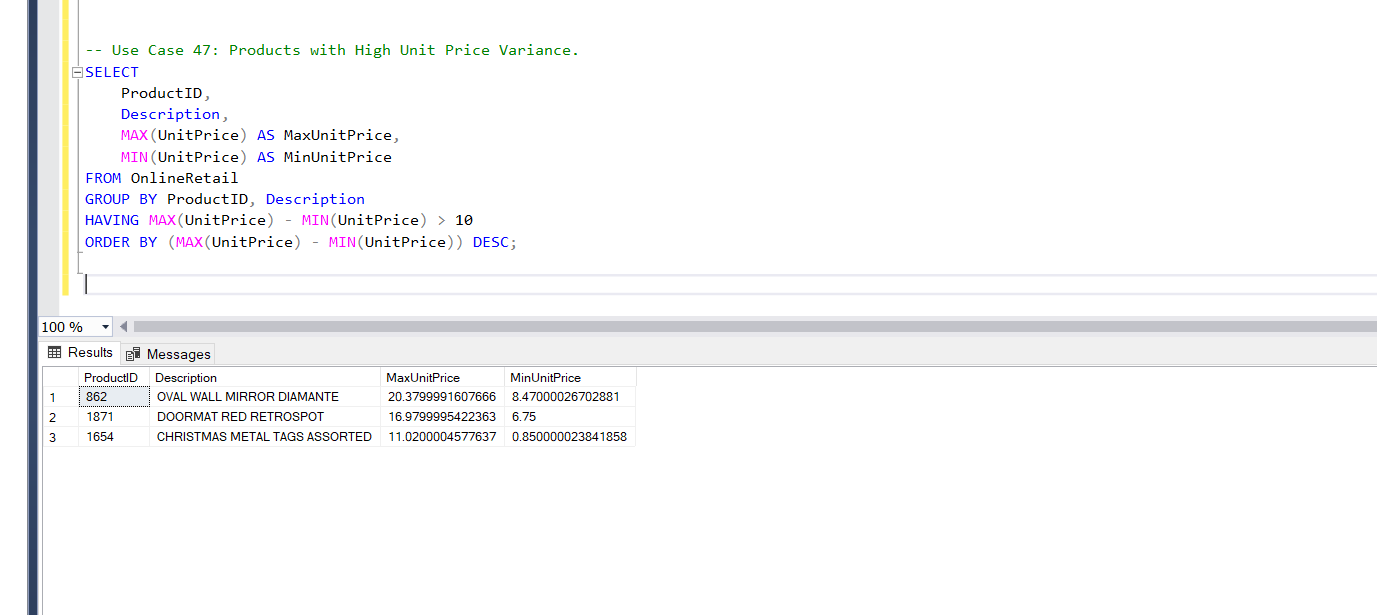 -- Use Case 47: Products with High Unit Price Variance.
SELECT
    ProductID,
    Description,
    MAX(UnitPrice) AS MaxUnitPrice,
    MIN(UnitPrice) AS MinUnitPrice
FROM OnlineRetail
GROUP BY ProductID, Description
HAVING MAX(UnitPrice) - MIN(UnitPrice) > 10
ORDER BY (MAX(UnitPrice) - MIN(UnitPrice)) DESC;
100 %
Results Messages
ProductID Description MaxUnitPrice MinUnitPrice
1 862 OVAL WALL MIRROR DIAMANTE 20.3799991607666 8.47000026702881
2 1871 DOORMAT RED RETROSPOT 16.9799995422363 6.75
3 1654 CHRISTMAS METAL TAGS ASSORTED 11.0200004577637 0.850000023841858